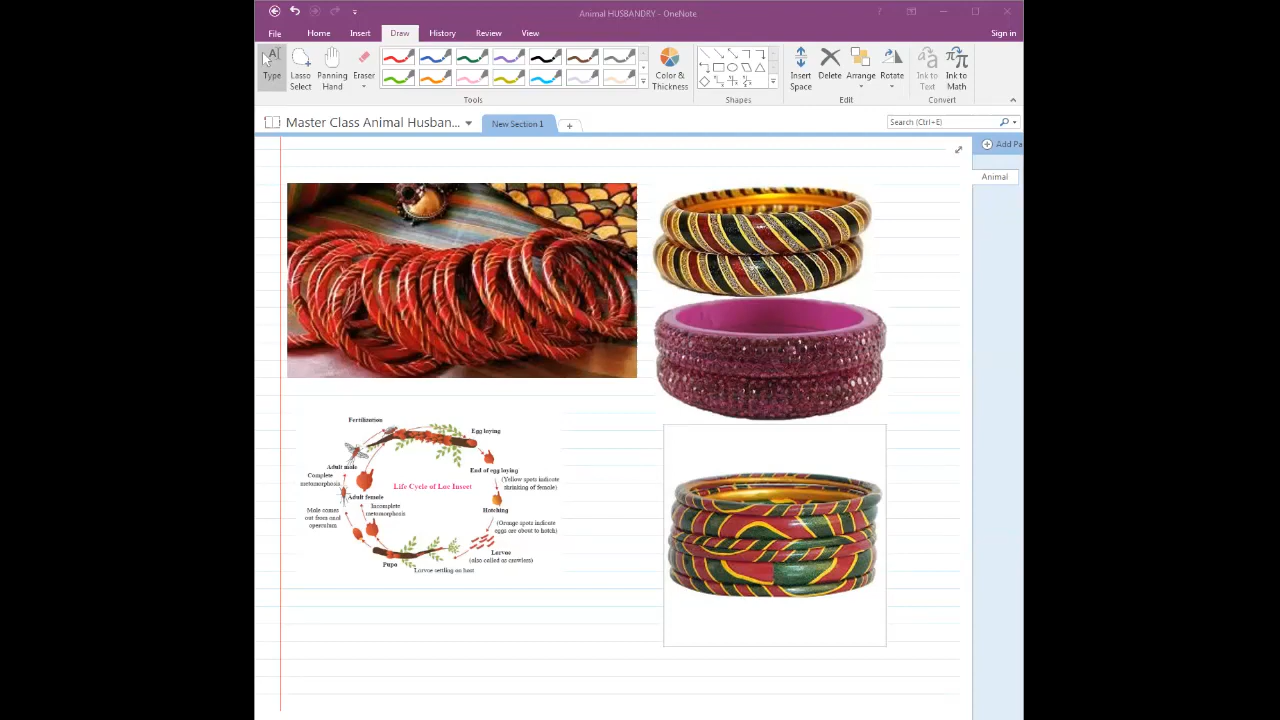 Animal HUSBANDRY - OneNote
File Home Insert Draw History Review View Sign in
Type
Lasso Select
Panning Hand
Eraser
Color & Thickness
Insert Space
Delete
Arrange
Rotate
Ink to Text
Ink to Math
Tools Shapes Edit Convert
Master Class Animal Husban... New Section 1 Search (Ctrl+E)
Add Pa
Animal
Fertilization
Egg laying
Adult male
End of egg laying
Complete
metamorphosis
(Yellow spots indicate
shrinking of female)
Life Cycle of Lac Insect
Adult female
Incomplete
metamorphosis
Hatching
Male comes
out from anal
operculum
(Orange spots indicate
eggs are about to hatch)
Larvae
(also called as crawlers)
Pupa
Larvae settling on host